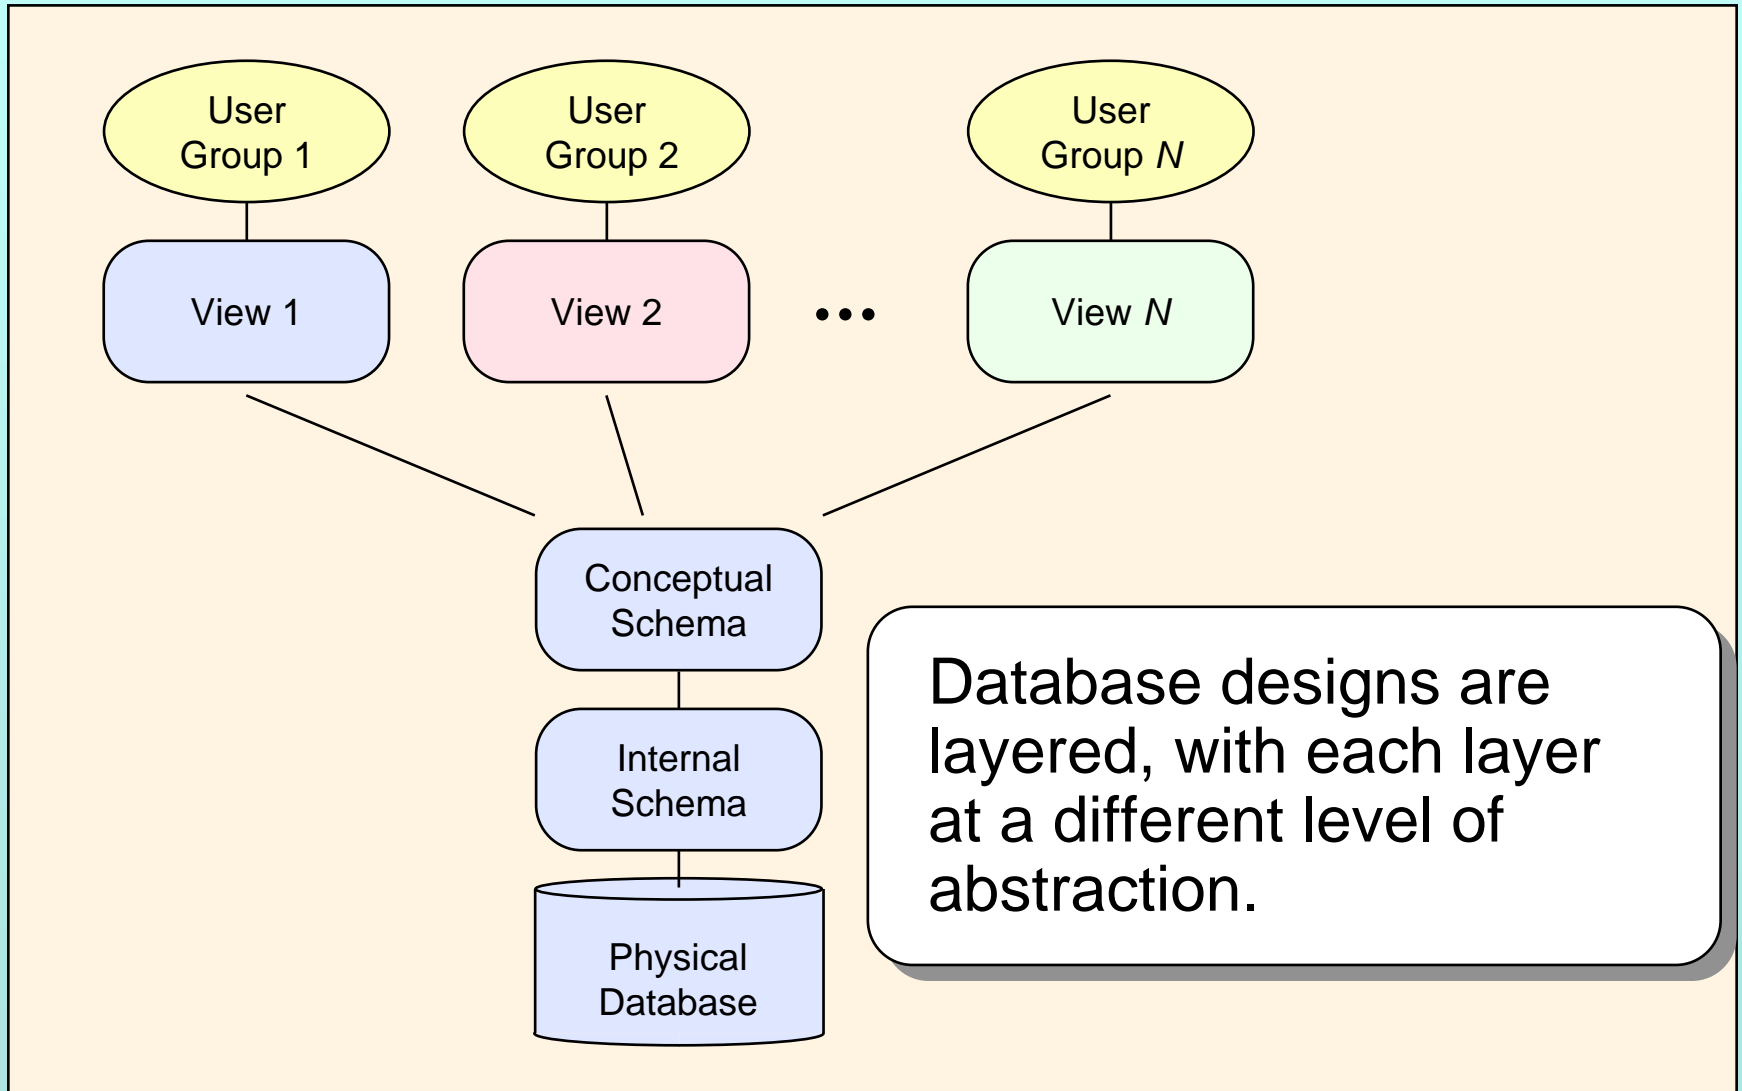 User
Group 1
User
Group 2
User
Group N
View 1
View 2
•••
View N
Conceptual
Schema
Internal
Schema
Physical
Database
Database designs are
layered, with each layer
at a different level of
abstraction.